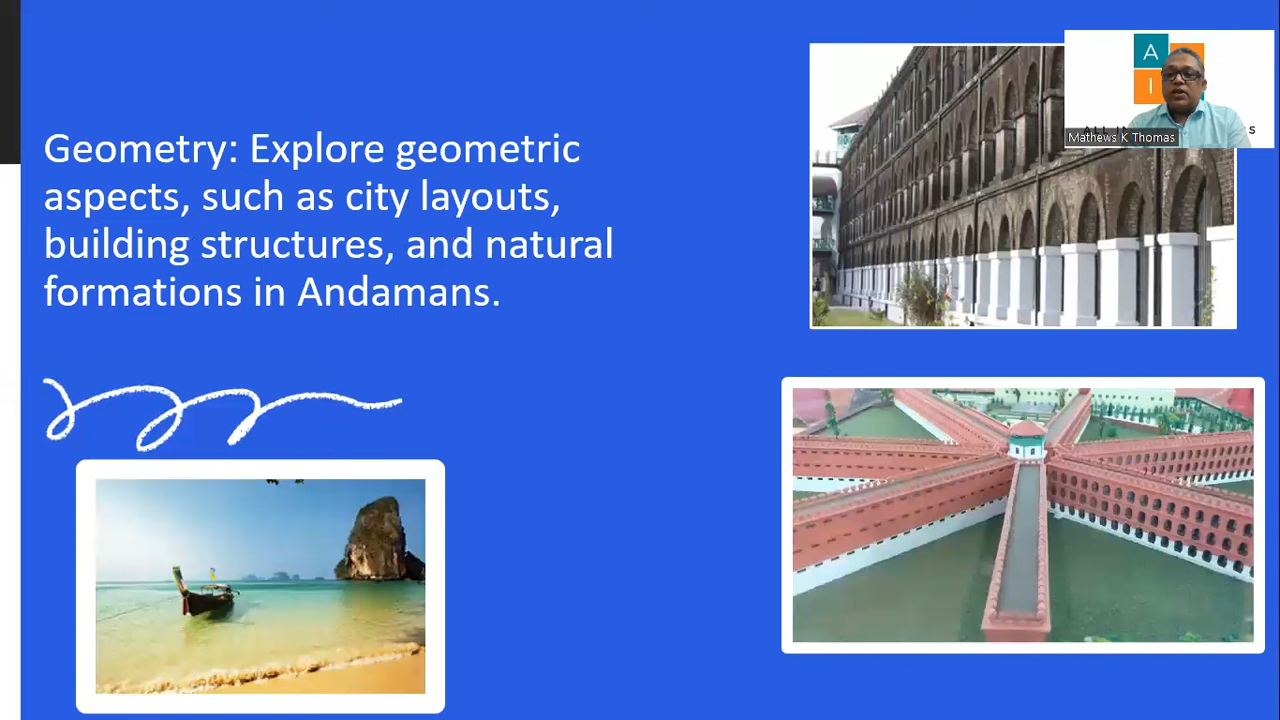 Geometry: Explore geometric
aspects, such as city layouts,
building structures, and natural
formations in Andamans.
A
I
Mathews K Thomas